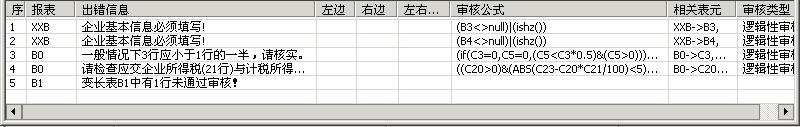 序号 报表 出错信息 左边 右边 左右... 审核公式 相关表元 审核类型
1 XXB 企业基本信息必须填写! (B3<>null)|(ishz()) XXB->B3, 逻辑性审核
2 XXB 企业基本信息必须填写! (B4<>null)|(ishz()) XXB->B4, 逻辑性审核
3 B0 一般情况下3行应小于1行的一半，请核实。 (if(C3=0,C5=0,(C5<C3*0.5)&(C5>0)))... B0->C3,... 逻辑性审核
4 B0 请检查应交企业所得税(21行)与计税所得... ((C20>0)&(ABS(C23-C20*C21/100)<5)... B0->C20... 逻辑性审核
5 B1 变长表B1中有1行未通过审核!